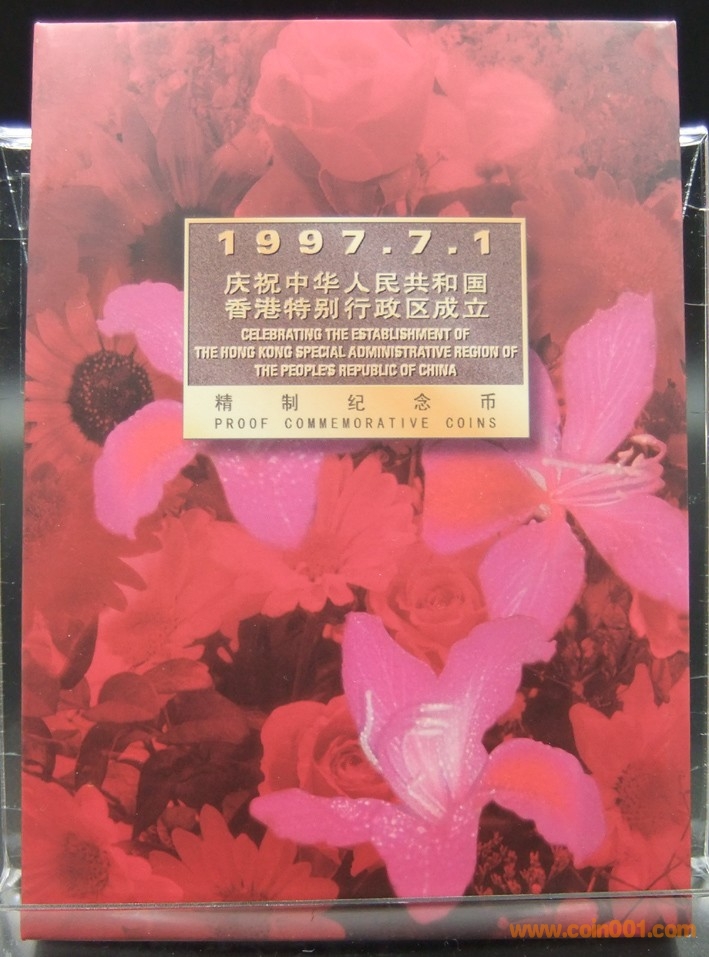 1997.7.1
庆祝中华人民共和国
香港特别行政区成立
CELEBRATING THE ESTABLISHMENT OF
THE HONG KONG SPECIAL ADMINISTRATIVE REGION OF
THE PEOPLE'S REPUBLIC OF CHINA
精制纪念币
PROOF COMMEMORATIVE COINS
www.coin001.com